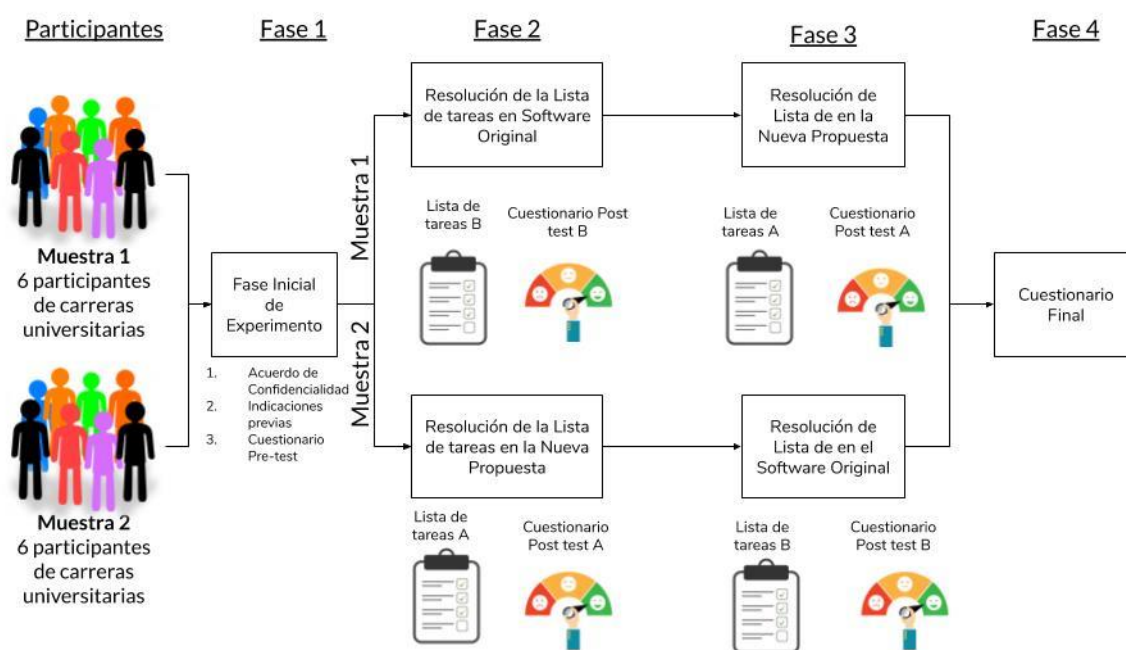 Participantes
Fase 1
Fase 2
Fase 3
Fase 4
Muestra 1
6 participantes
de carreras
universitarias
Muestra 2
6 participantes
de carreras
universitarias
Fase Inicial
de
Experimento
1. Acuerdo de
Confidencialidad
2. Indicaciones
previas
3. Cuestionario
Pre-test
Muestra 1
Muestra 2
Resolución de la Lista
de tareas en Software
Original
Lista de
tareas B
Cuestionario Post
test B
Resolución de la Lista
de tareas en la Nueva
Propuesta
Lista de
tareas A
Cuestionario
Post test A
Resolución de
Lista de en la
Nueva Propuesta
Lista de
tareas A
Cuestionario
Post test A
Resolución de
Lista de en el
Software Original
Lista de
tareas B
Cuestionario
Post test B
Cuestionario
Final